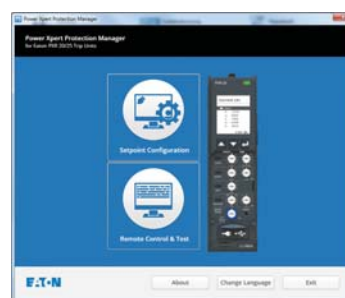 Power Xpert Protection Manager
Power Xpert Protection Manager
for Eaton PXR 20/25 Trip Units
Setpoint Configuration
Remote Control & Test
EATON
About
Change Language
Exit